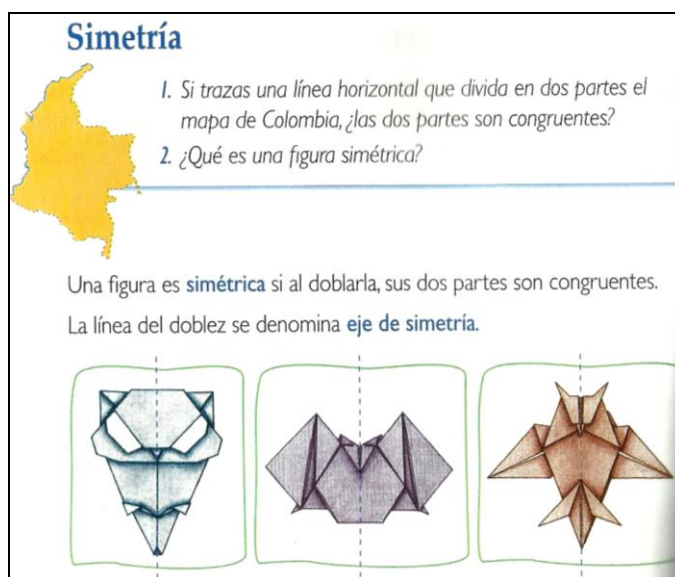 Simetría
1. Si trazas una línea horizontal que divida en dos partes el
mapa de Colombia, ¿las dos partes son congruentes?
2. ¿Qué es una figura simétrica?
Una figura es simétrica si al doblarla, sus dos partes son congruentes.
La línea del doblez se denomina eje de simetría.